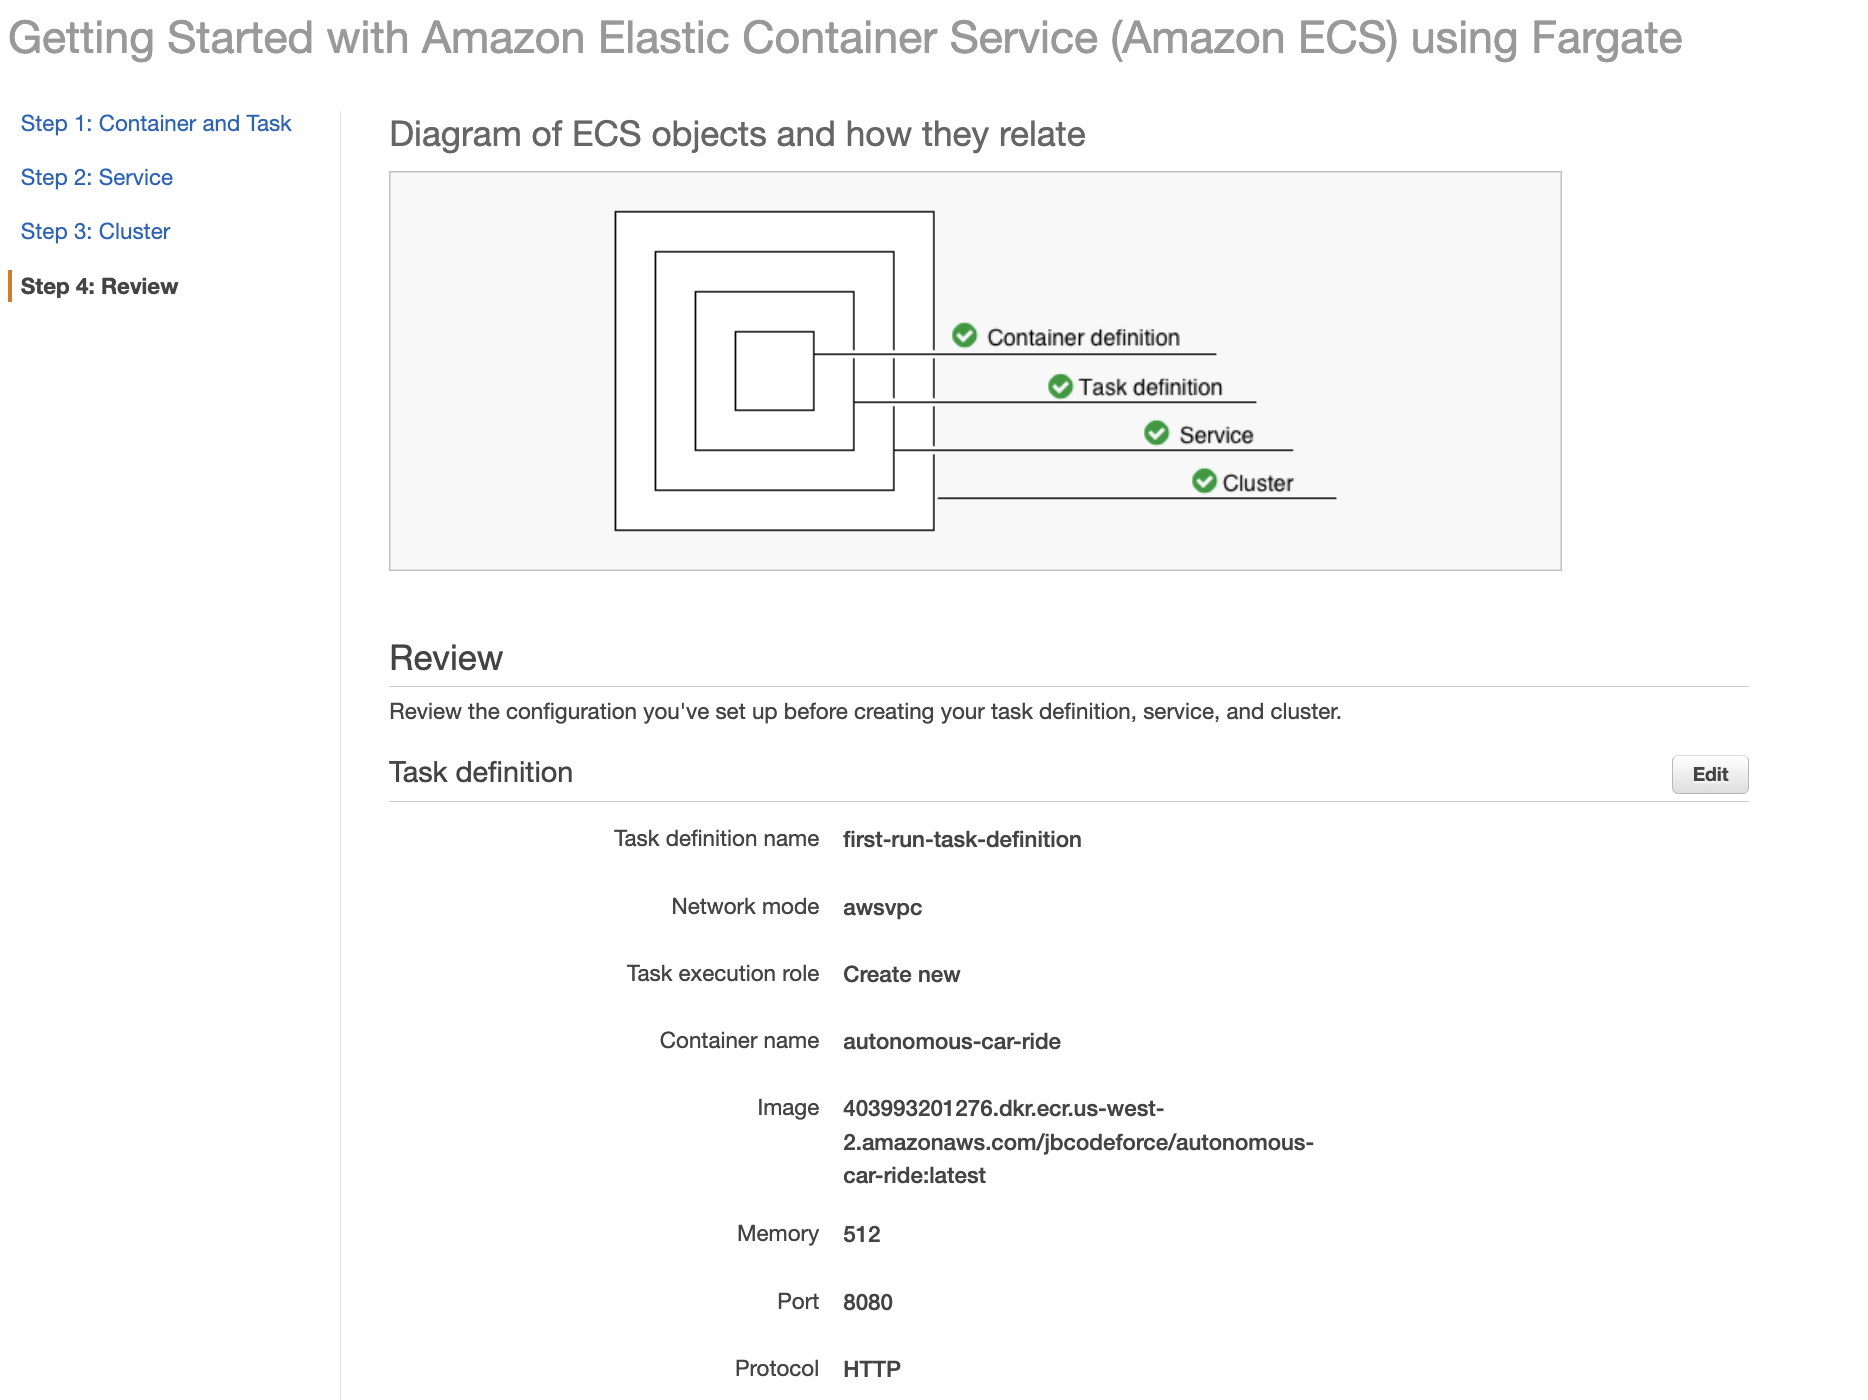 Getting Started with Amazon Elastic Container Service (Amazon ECS) using Fargate
Step 1: Container and Task
Step 2: Service
Step 3: Cluster
Step 4: Review
Diagram of ECS objects and how they relate
Container definition
Task definition
Service
Cluster
Review
Review the configuration you've set up before creating your task definition, service, and cluster.
Task definition
Edit
Task definition name first-run-task-definition
Network mode awsvpc
Task execution role Create new
Container name autonomous-car-ride
Image 403993201276.dkr.ecr.us-west-
2.amazonaws.com/jbcodeforce/autonomous-
car-ride:latest
Memory 512
Port 8080
Protocol HTTP